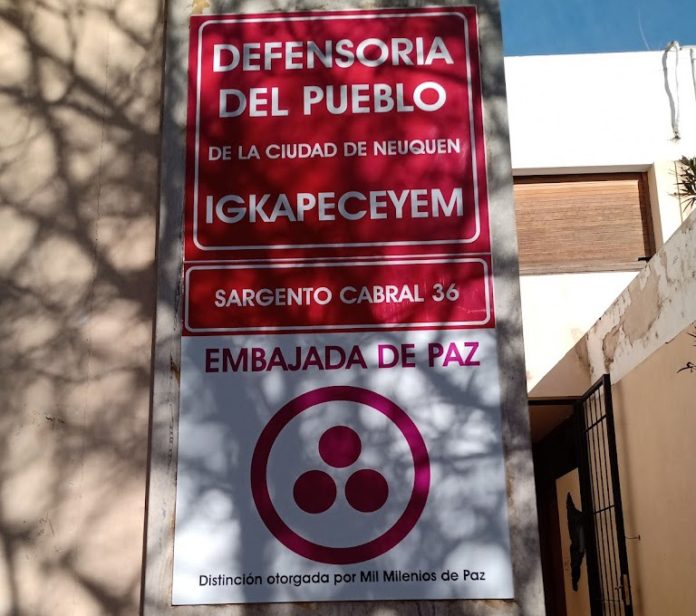 DEFENSORIA
DEL PUEBLO
DE LA CIUDAD DE NEUQUEN
IGKAPECEYEM
SARGENTO CABRAL 36
EMBAJADA DE PAZ
Distinción otorgada por Mil Milenios de Paz